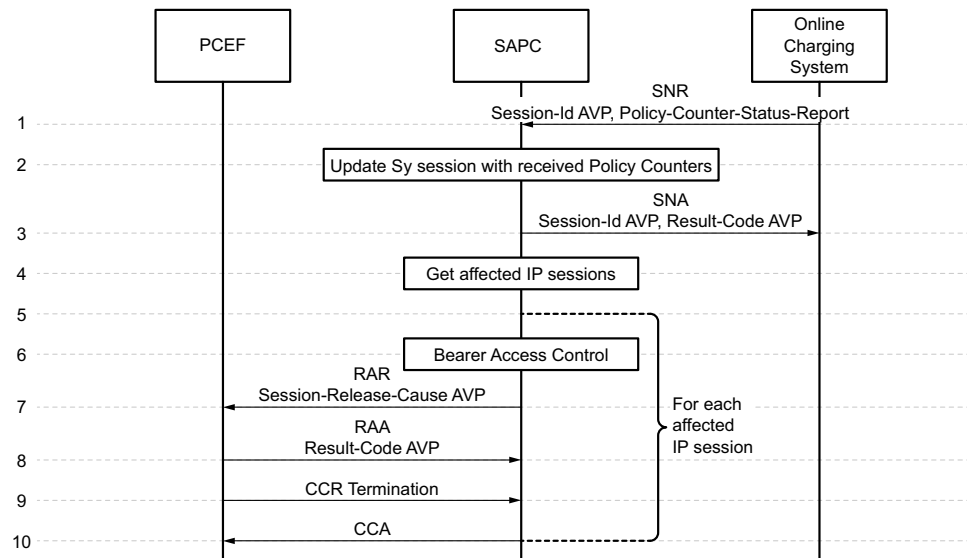 PCEF
SAPC
Online
Charging
System
SNR
Session-Id AVP, Policy-Counter-Status-Report
1
2
Update Sy session with received Policy Counters
SNA
Session-Id AVP, Result-Code AVP
3
4
Get affected IP sessions
5
6
Bearer Access Control
RAR
Session-Release-Cause AVP
7
For each
affected
IP session
RAA
Result-Code AVP
8
CCR Termination
9
CCA
10